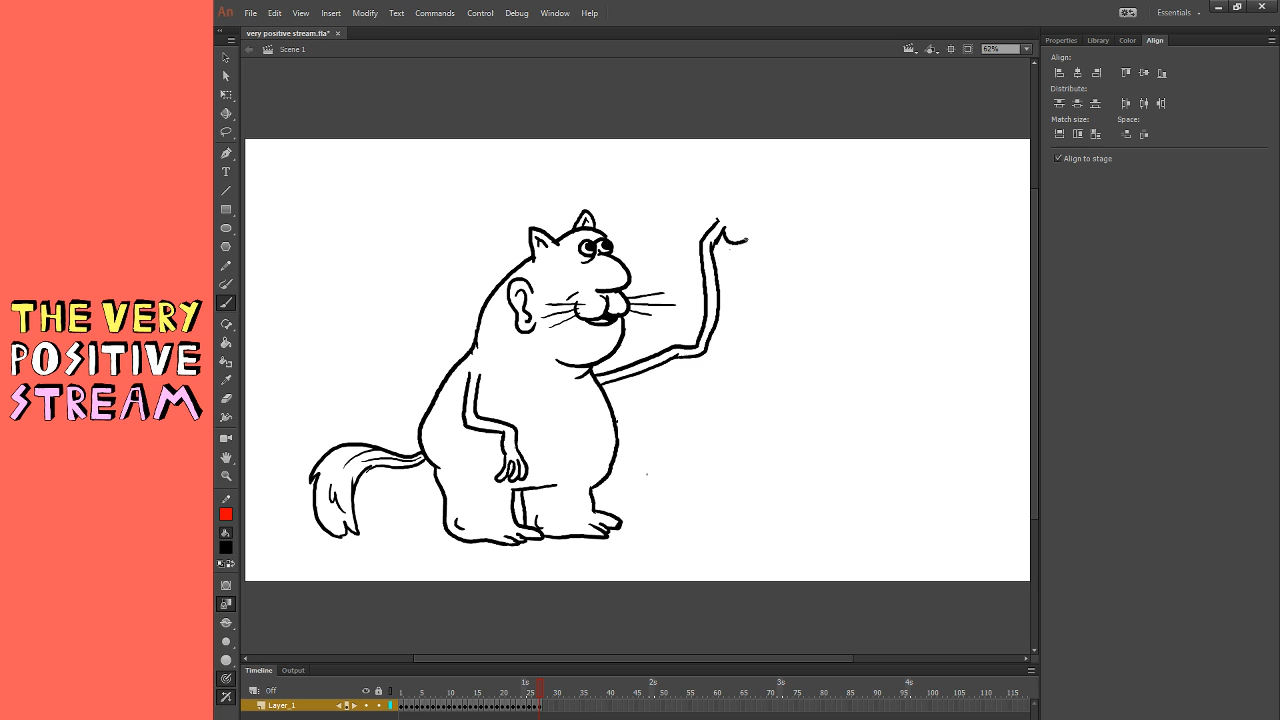 THE VERY
POSITIVE
STREAM
An File Edit View Insert Modify Text Commands Control Debug Window Help Essentials
very positive stream.fla* ×
Scene 1 62%
Properties Library Color Align
Align:
Distribute:
Match size: Space:
Align to stage
T
Timeline Output
1s 2s 3s 4s
Off 1 5 10 15 20 25 30 35 40 45 50 55 60 65 70 75 80 85 90 95 100 105 110 115
Layer_1